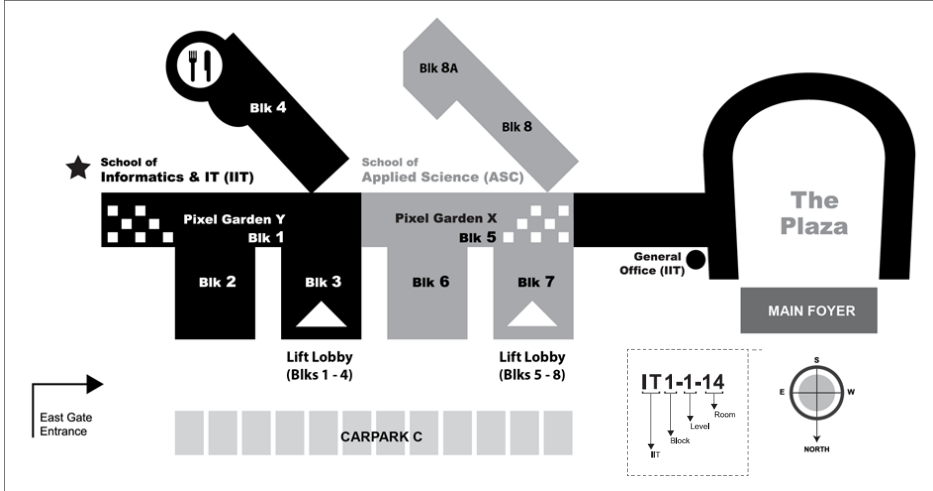 Blk 8A
Blk 4
Blk 8
School of
Informatics & IT (IIT)
School of
Applied Science (ASC)
The
Plaza
Pixel Garden Y
Blk 1
Pixel Garden X
Blk 5
General
Office (IIT)
Blk 2
Blk 3
Blk 6
Blk 7
MAIN FOYER
Lift Lobby
(Blks 1 - 4)
Lift Lobby
(Blks 5 - 8)
East Gate
Entrance
CARPARK C
IT1-1-14
Room
Level
Block
IIT
S
E
W
NORTH